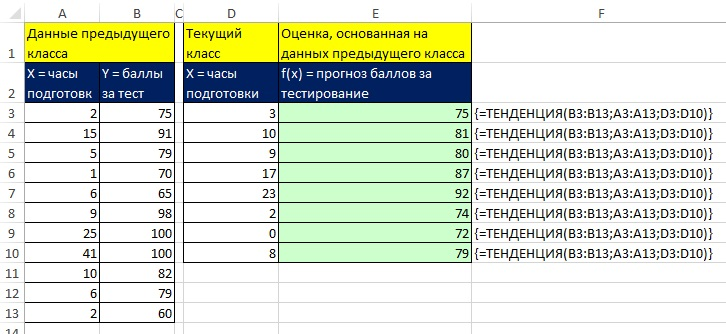 A B C D E F
1 Данные предыдущего класса Текущий класс Оценка, основанная на данных предыдущего класса
2 X = часы подготовк Y = баллы за тест X = часы подготовки f(x) = прогноз баллов за тестирование
3 2 75 3 75 {=ТЕНДЕНЦИЯ(B3:B13;A3:A13;D3:D10)}
4 15 91 10 81 {=ТЕНДЕНЦИЯ(B3:B13;A3:A13;D3:D10)}
5 5 79 9 80 {=ТЕНДЕНЦИЯ(B3:B13;A3:A13;D3:D10)}
6 1 70 17 87 {=ТЕНДЕНЦИЯ(B3:B13;A3:A13;D3:D10)}
7 6 65 23 92 {=ТЕНДЕНЦИЯ(B3:B13;A3:A13;D3:D10)}
8 9 98 2 74 {=ТЕНДЕНЦИЯ(B3:B13;A3:A13;D3:D10)}
9 25 100 0 72 {=ТЕНДЕНЦИЯ(B3:B13;A3:A13;D3:D10)}
10 41 100 8 79 {=ТЕНДЕНЦИЯ(B3:B13;A3:A13;D3:D10)}
11 10 82
12 6 79
13 2 60
14